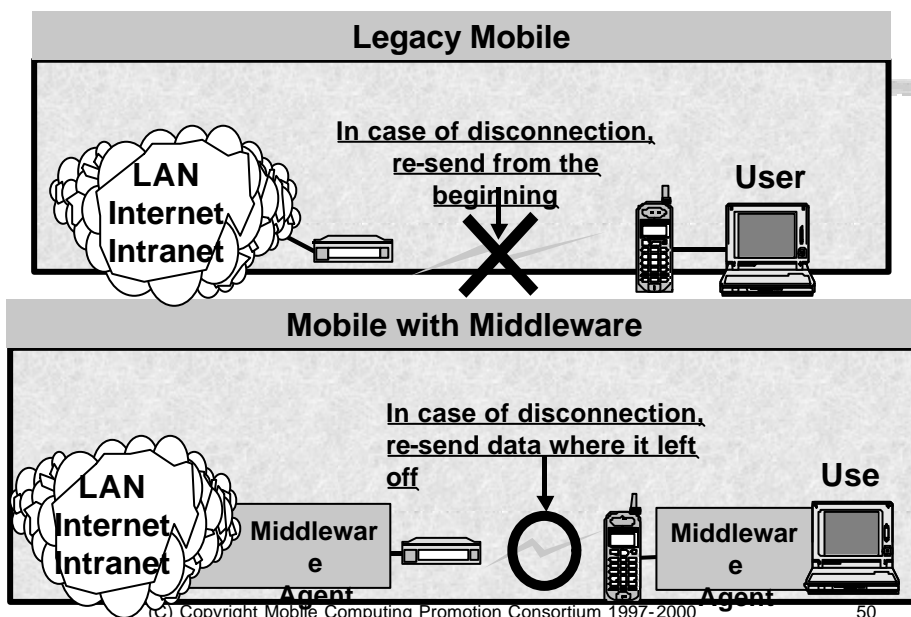 Legacy Mobile
In case of disconnection,
re-send from the
beginning
LAN
Internet
Intranet
User
Mobile with Middleware
In case of disconnection,
re-send data where it left
off
LAN
Internet
Intranet
Middlewar
e
Agent
Middlewar
e
Agent
Use
(C) Copyright Mobile Computing Promotion Consortium 1997-2000
50